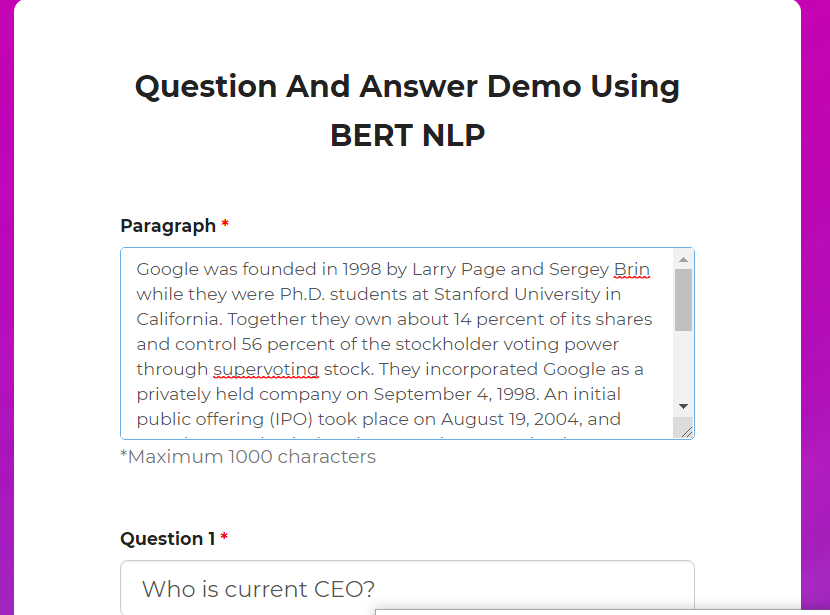 Question And Answer Demo Using
BERT NLP
Paragraph *
Google was founded in 1998 by Larry Page and Sergey Brin
while they were Ph.D. students at Stanford University in
California. Together they own about 14 percent of its shares
and control 56 percent of the stockholder voting power
through supervoting stock. They incorporated Google as a
privately held company on September 4, 1998. An initial
public offering (IPO) took place on August 19, 2004, and
*Maximum 1000 characters
Question 1 *
Who is current CEO?